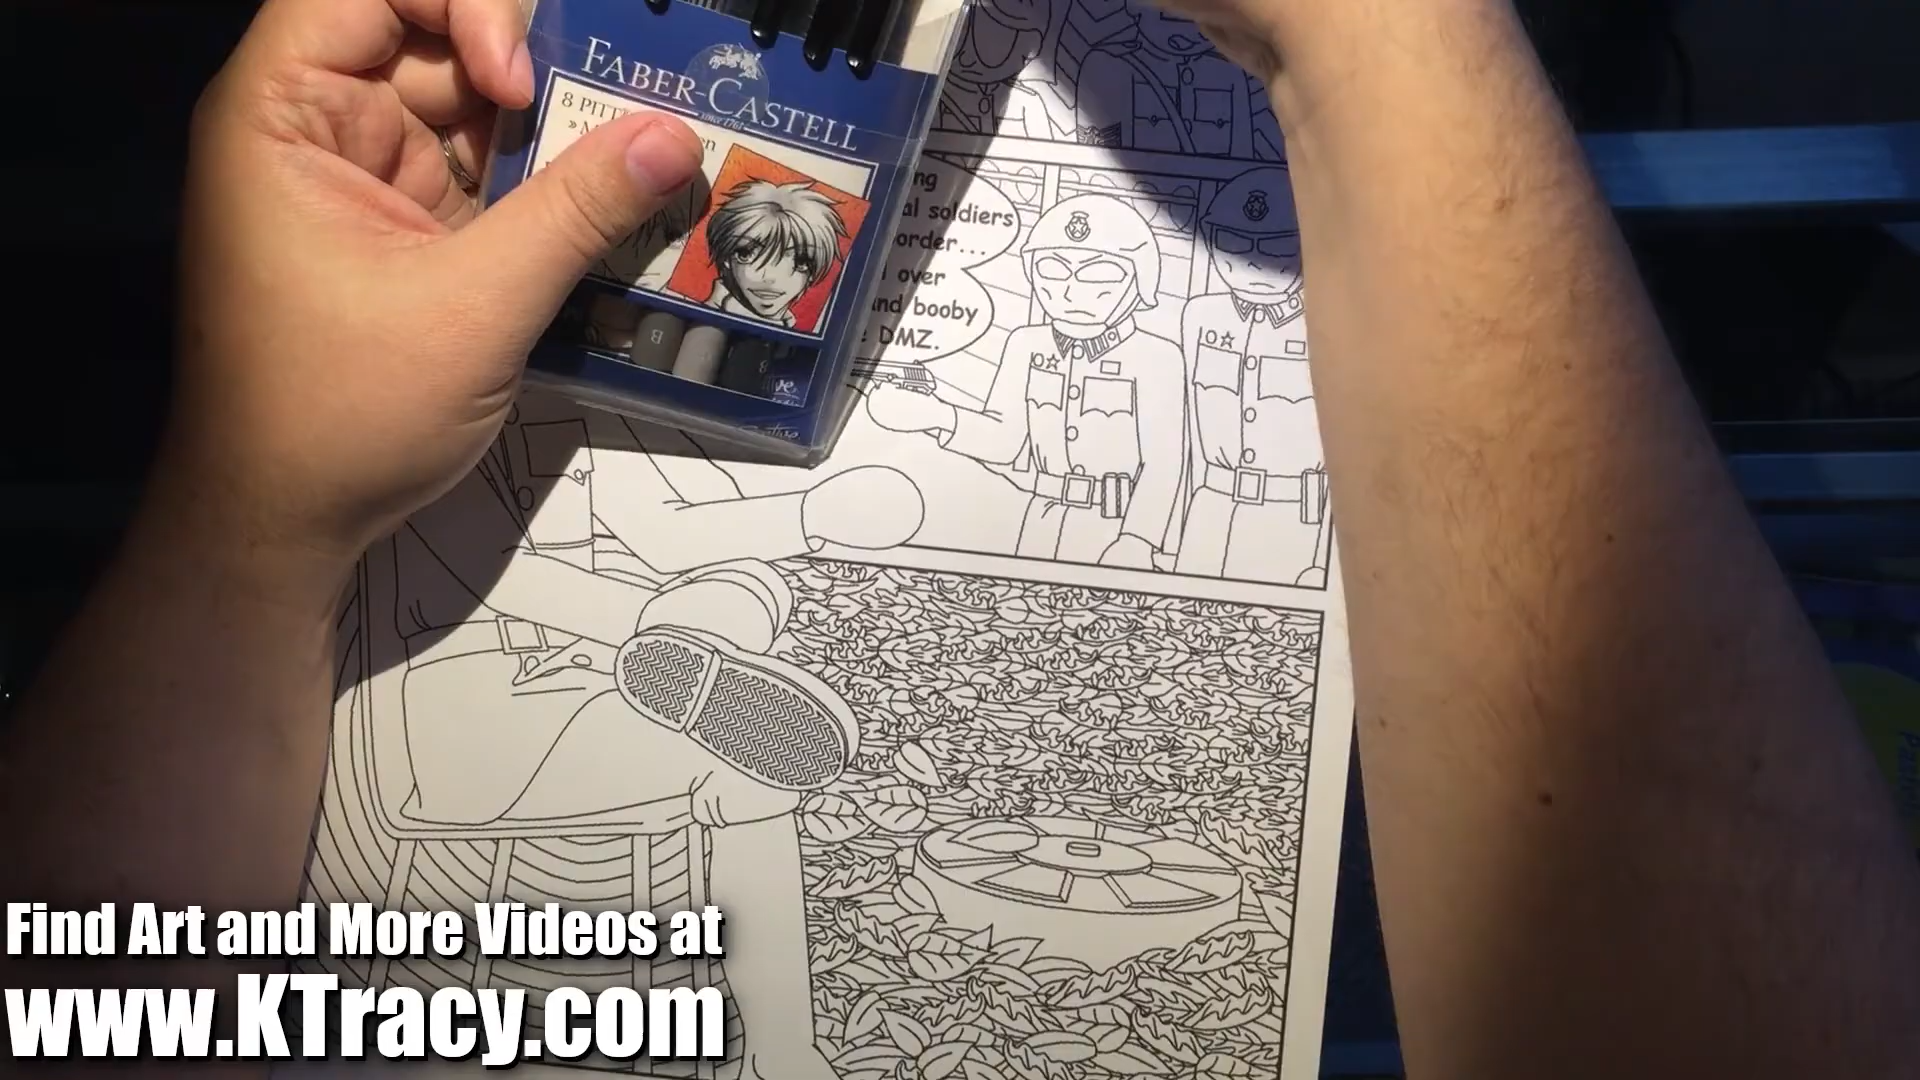 FABER-CASTELL
since 1761
8 PITT
ng
al soldiers
order...
over
nd booby
DMZ.
B
B
Find Art and More Videos at
www.KTracy.com